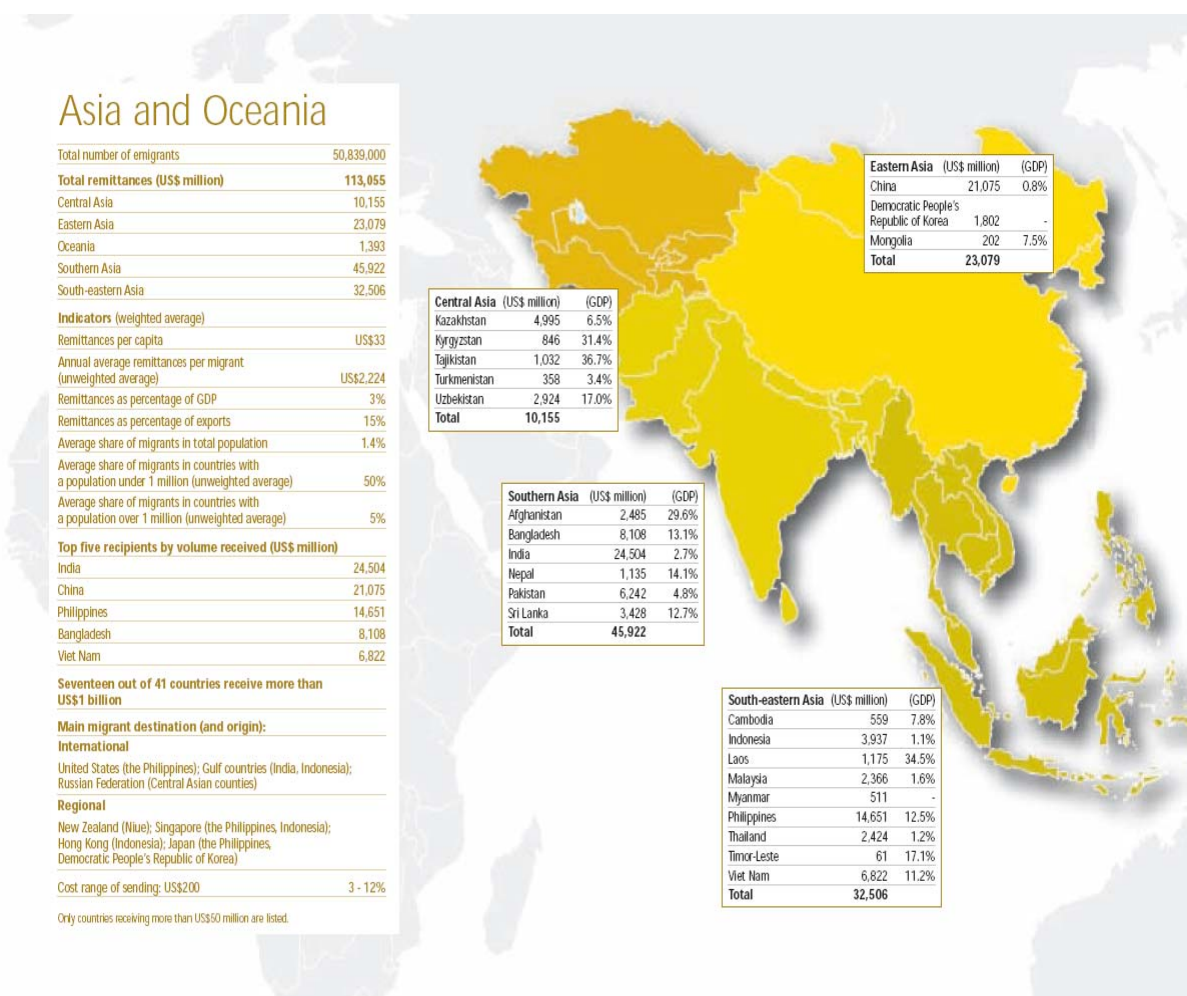 Asia and Oceania
Total number of emigrants 50,839,000
Total remittances (US$ million) 113,055
Central Asia 10,155
Eastern Asia 23,079
Oceania 1,393
Southern Asia 45,922
South-eastern Asia 32,506
Indicators (weighted average)
Remittances per capita US$33
Annual average remittances per migrant
(unweighted average) US$2,224
Remittances as percentage of GDP 3%
Remittances as percentage of exports 15%
Average share of migrants in total population 1.4%
Average share of migrants in countries with
a population under 1 million (unweighted average) 50%
Average share of migrants in countries with
a population over 1 million (unweighted average) 5%
Top five recipients by volume received (US$ million)
India 24,504
China 21,075
Philippines 14,651
Bangladesh 8,108
Viet Nam 6,822
Seventeen out of 41 countries receive more than
US$1 billion
Main migrant destination (and origin):
International
United States (the Philippines); Gulf countries (India, Indonesia);
Russian Federation (Central Asian counties)
Regional
New Zealand (Niue); Singapore (the Philippines, Indonesia);
Hong Kong (Indonesia); Japan (the Philippines,
Democratic People's Republic of Korea)
Cost range of sending: US$200 3 - 12%
Only countries receiving more than US$50 million are listed.
Eastern Asia (US$ million) (GDP)
China 21,075 0.8%
Democratic People's
Republic of Korea 1,802 -
Mongolia 202 7.5%
Total 23,079
Central Asia (US$ million) (GDP)
Kazakhstan 4,995 6.5%
Kyrgyzstan 846 31.4%
Tajikistan 1,032 36.7%
Turkmenistan 358 3.4%
Uzbekistan 2,924 17.0%
Total 10,155
Southern Asia (US$ million) (GDP)
Afghanistan 2,485 29.6%
Bangladesh 8,108 13.1%
India 24,504 2.7%
Nepal 1,135 14.1%
Pakistan 6,242 4.8%
Sri Lanka 3,428 12.7%
Total 45,922
South-eastern Asia (US$ million) (GDP)
Cambodia 559 7.8%
Indonesia 3,937 1.1%
Laos 1,175 34.5%
Malaysia 2,366 1.6%
Myanmar 511 -
Philippines 14,651 12.5%
Thailand 2,424 1.2%
Timor-Leste 61 17.1%
Viet Nam 6,822 11.2%
Total 32,506